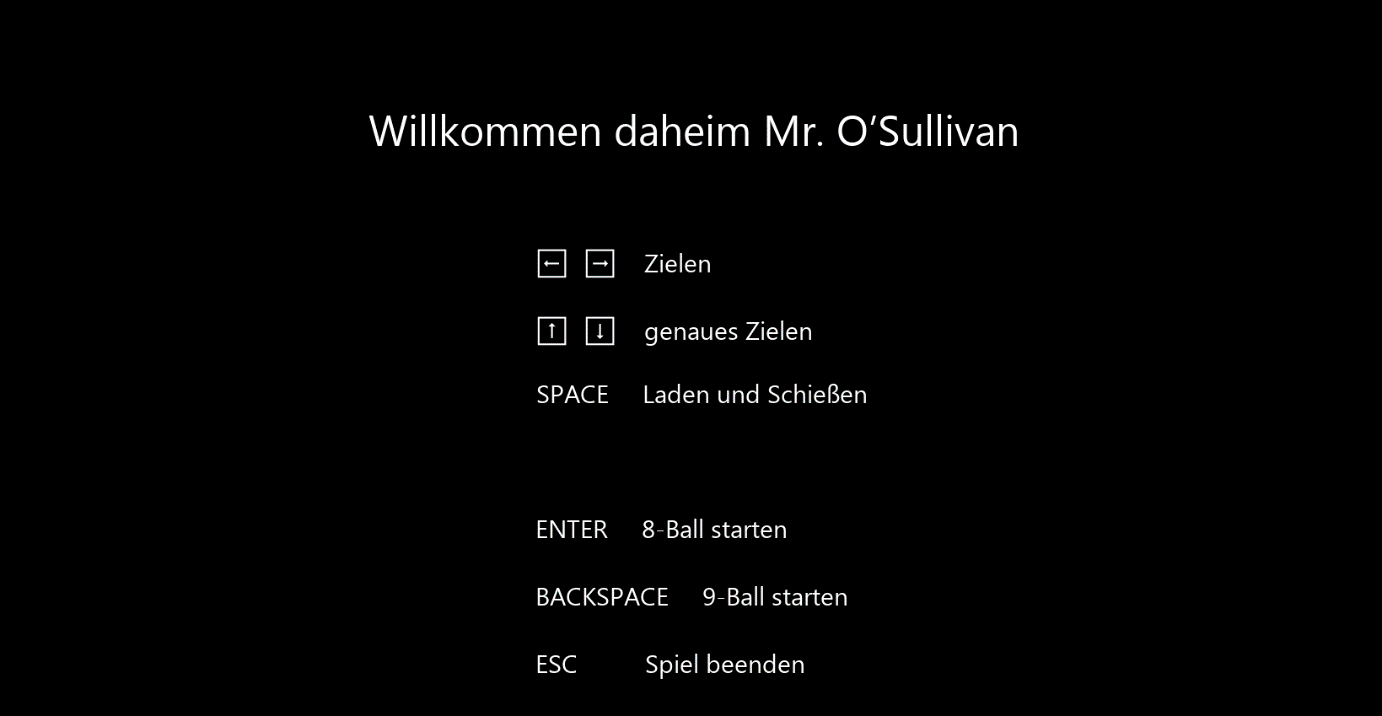 Willkommen daheim Mr. O’Sullivan
← → Zielen
↑ ↓ genaues Zielen
SPACE Laden und Schießen
ENTER 8-Ball starten
BACKSPACE 9-Ball starten
ESC Spiel beenden